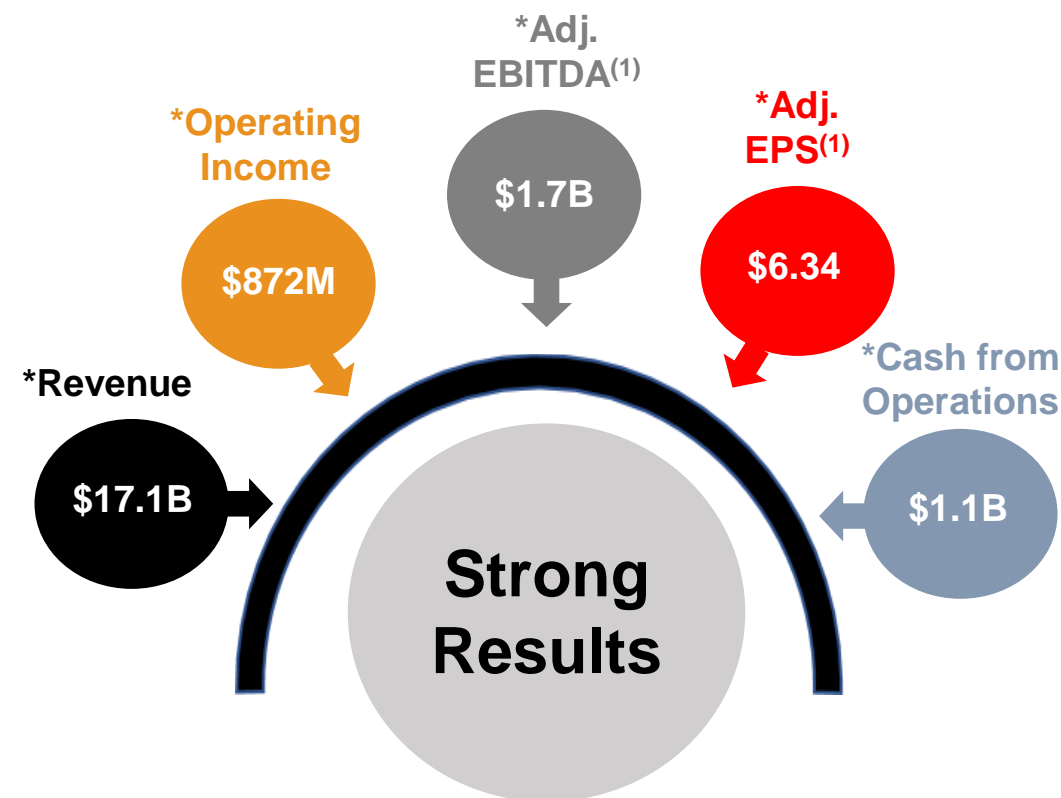 *Adj.
EBITDA(1)
$1.7B
*Operating
Income
$872M
*Adj.
EPS(1)
$6.34
*Revenue
$17.1B
*Cash from
Operations
$1.1B
Strong
Results